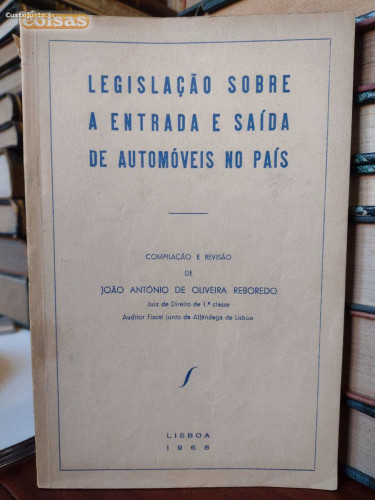 CustoJusto
coisas
LEGISLAÇÃO SOBRE
A ENTRADA E SAÍDA
DE AUTOMÓVEIS NO PAÍS
COMPILAÇÃO E REVISÃO
DE
JOÃO ANTÓNIO DE OLIVEIRA REBOREDO
Juiz de Direito de 1.ª classe
Auditor Fiscal junto da Alfândega de Lisboa
LISBOA
1968